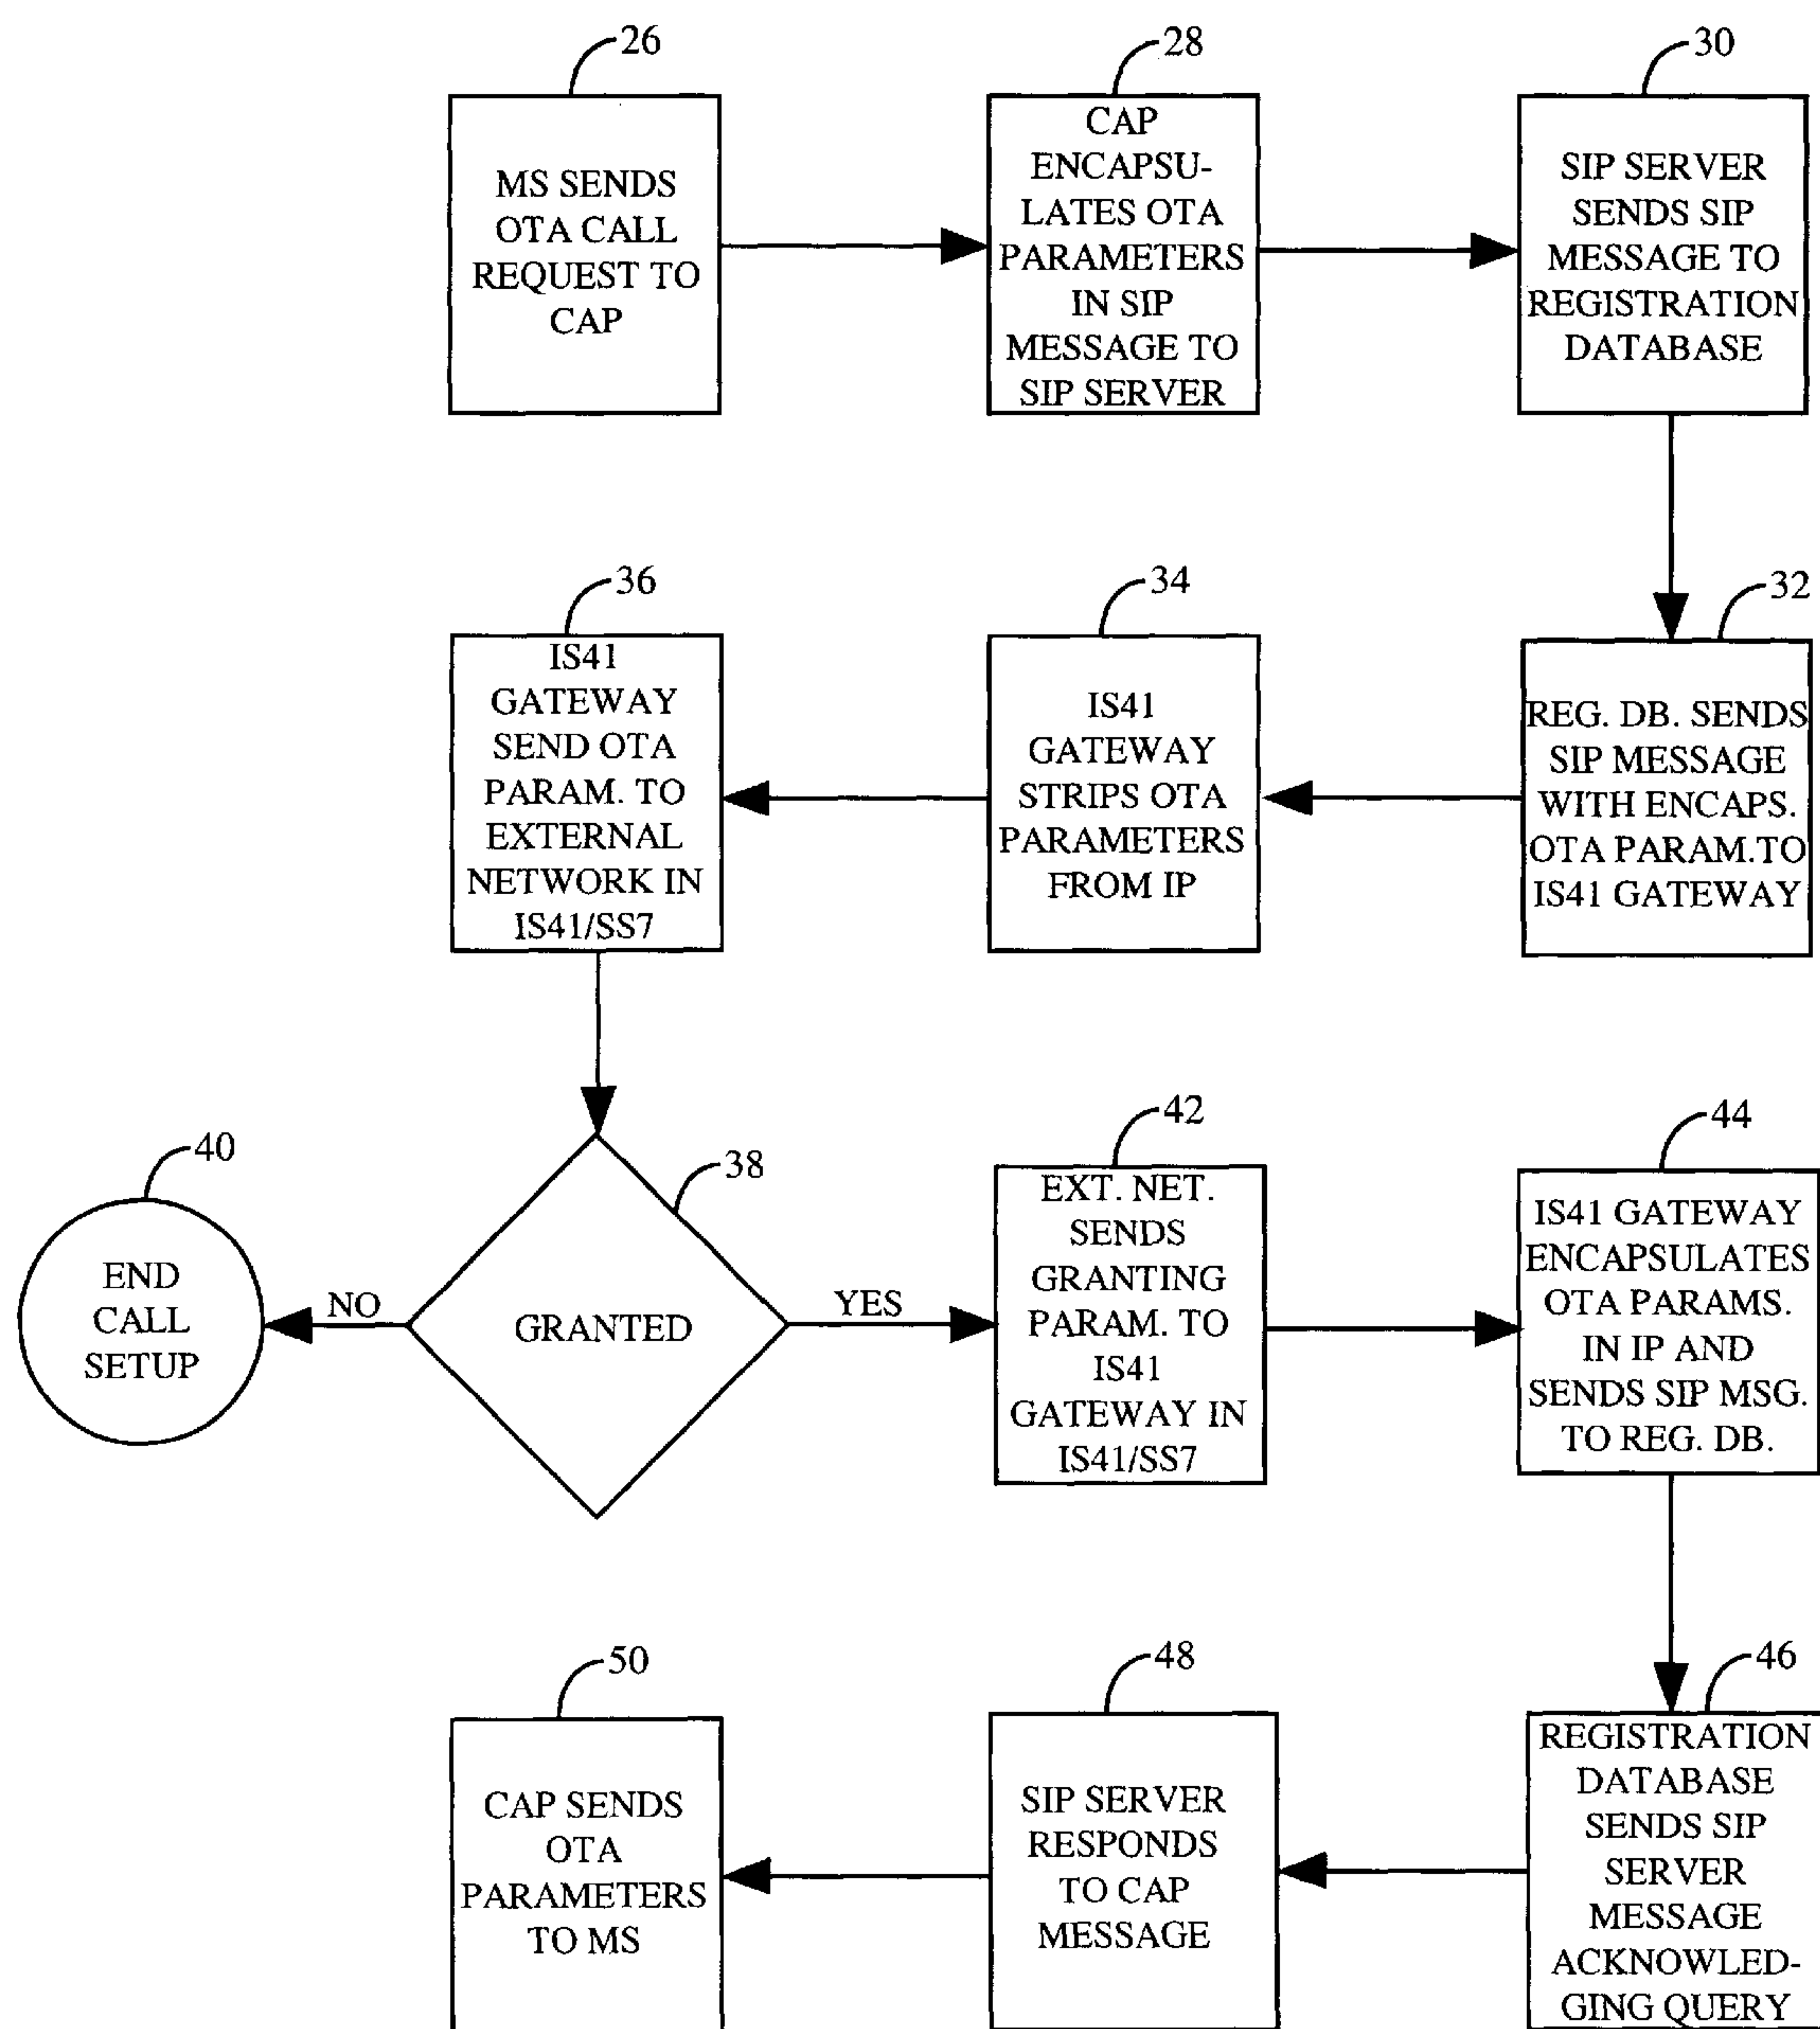 26
MS SENDS
OTA CALL
REQUEST TO
CAP
28
CAP
ENCAPSU-
LATES OTA
PARAMETERS
IN SIP
MESSAGE TO
SIP SERVER
30
SIP SERVER
SENDS SIP
MESSAGE TO
REGISTRATION
DATABASE
32
REG. DB. SENDS
SIP MESSAGE
WITH ENCAPS.
OTA PARAM.TO
IS41 GATEWAY
34
IS41
GATEWAY
STRIPS OTA
PARAMETERS
FROM IP
36
IS41
GATEWAY
SEND OTA
PARAM. TO
EXTERNAL
NETWORK IN
IS41/SS7
38
GRANTED
NO
40
END
CALL
SETUP
YES
42
EXT. NET.
SENDS
GRANTING
PARAM. TO
IS41
GATEWAY IN
IS41/SS7
44
IS41 GATEWAY
ENCAPSULATES
OTA PARAMS.
IN IP AND
SENDS SIP MSG.
TO REG. DB.
46
REGISTRATION
DATABASE
SENDS SIP
SERVER
MESSAGE
ACKNOWLED-
GING QUERY
48
SIP SERVER
RESPONDS
TO CAP
MESSAGE
50
CAP SENDS
OTA
PARAMETERS
TO MS